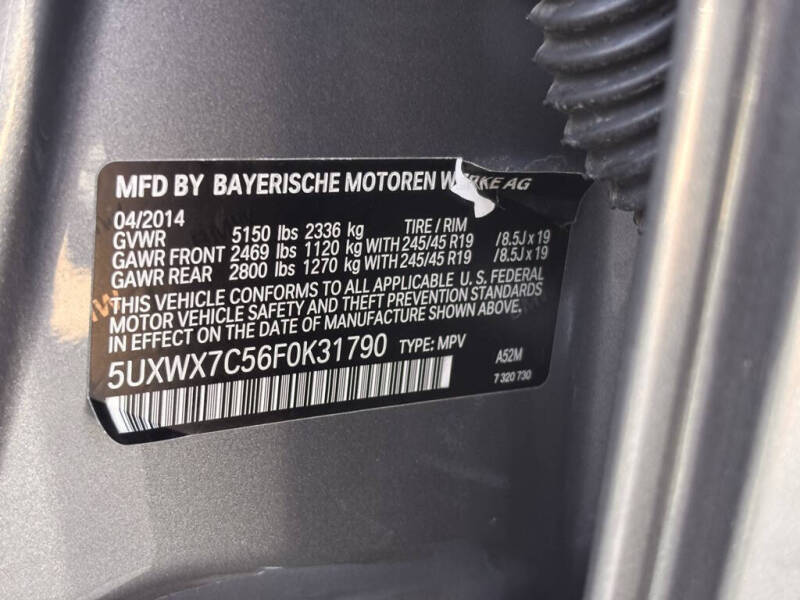 MFD BY BAYERISCHE MOTOREN WERKE AG
04/2014 TIRE / RIM
GVWR 5150 lbs 2336 kg
GAWR FRONT 2469 lbs 1120 kg WITH 245/45 R19 /8.5J x 19
GAWR REAR 2800 lbs 1270 kg WITH 245/45 R19 /8.5J x 19
THIS VEHICLE CONFORMS TO ALL APPLICABLE U.S. FEDERAL
MOTOR VEHICLE SAFETY AND THEFT PREVENTION STANDARDS
IN EFFECT ON THE DATE OF MANUFACTURE SHOWN ABOVE.
5UXWX7C56F0K31790 TYPE: MPV A52M
7 320 730